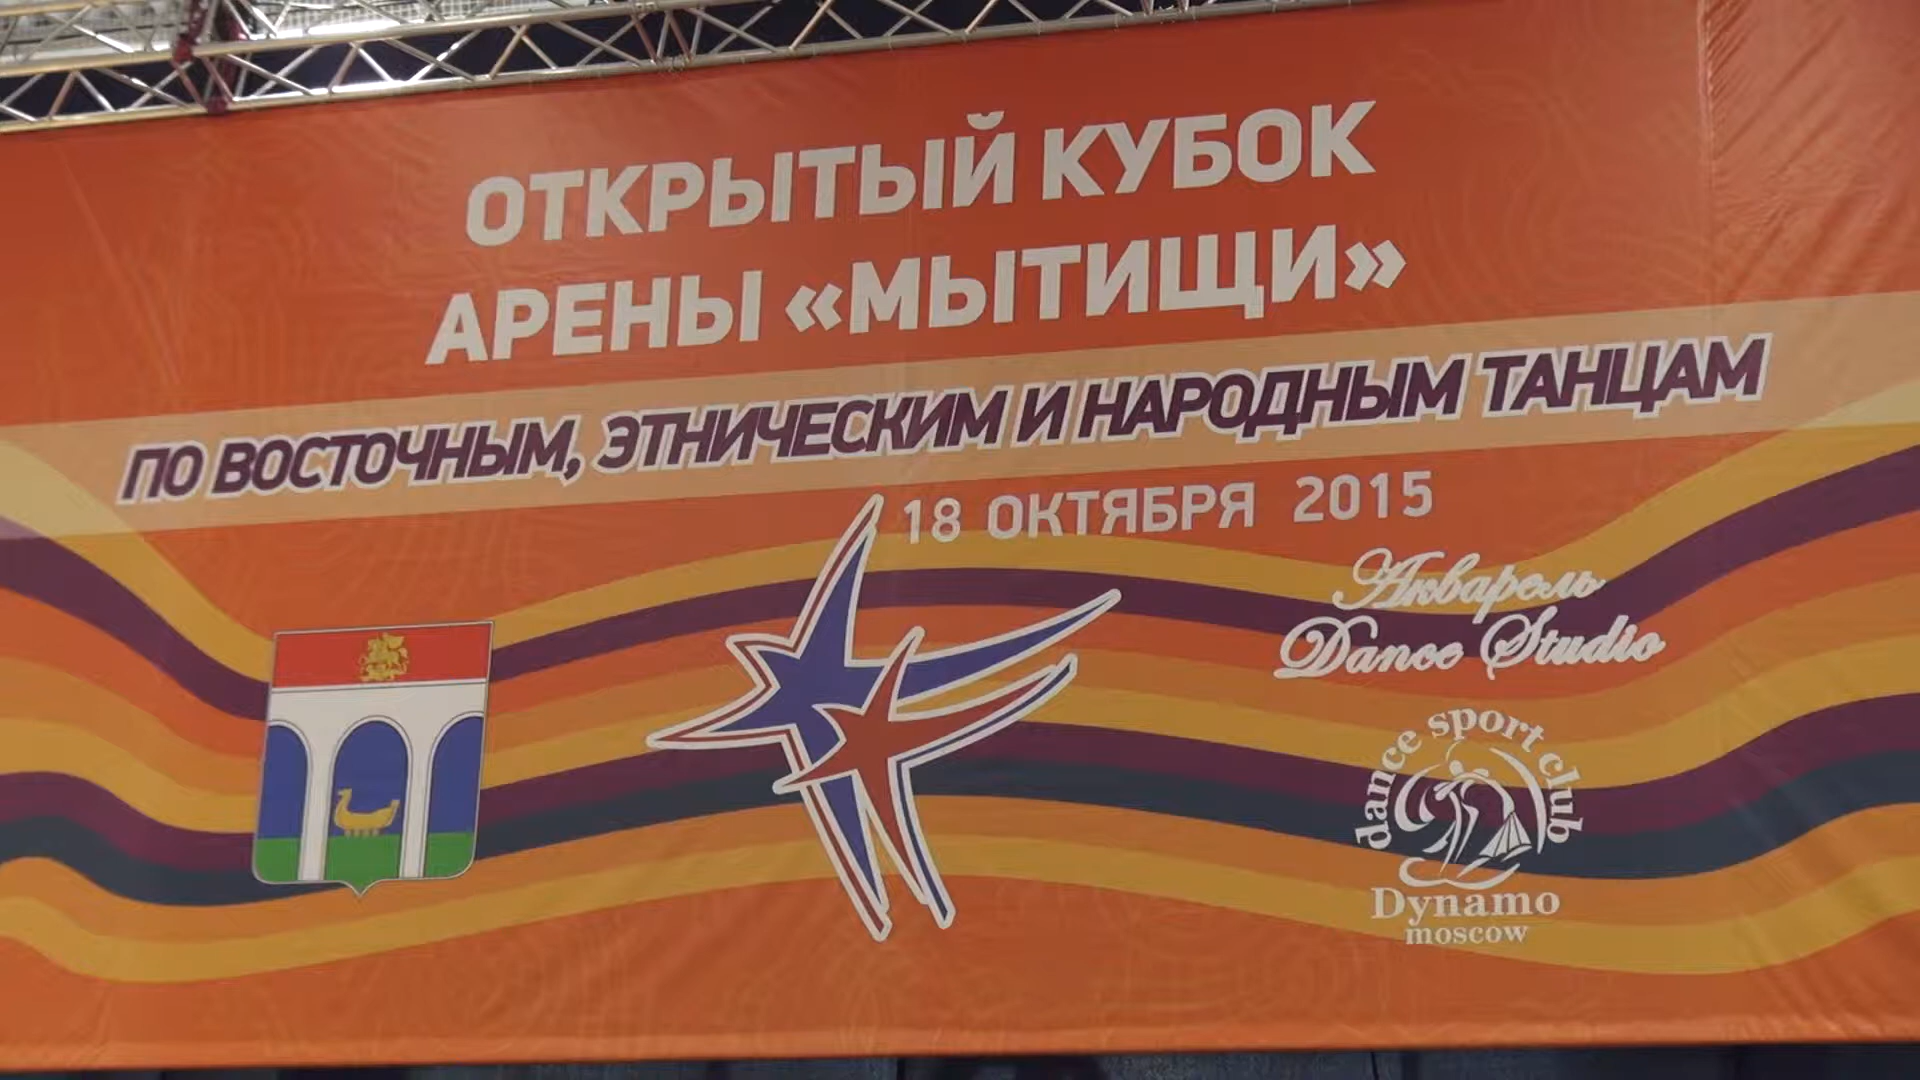 ОТКРЫТЫЙ КУБОК
АРЕНЫ «МЫТИЩИ»
ПО ВОСТОЧНЫМ, ЭТНИЧЕСКИМ И НАРОДНЫМ ТАНЦАМ
18 ОКТЯБРЯ 2015
Акварель
Dance Studio
dance sport club
Dynamo
moscow